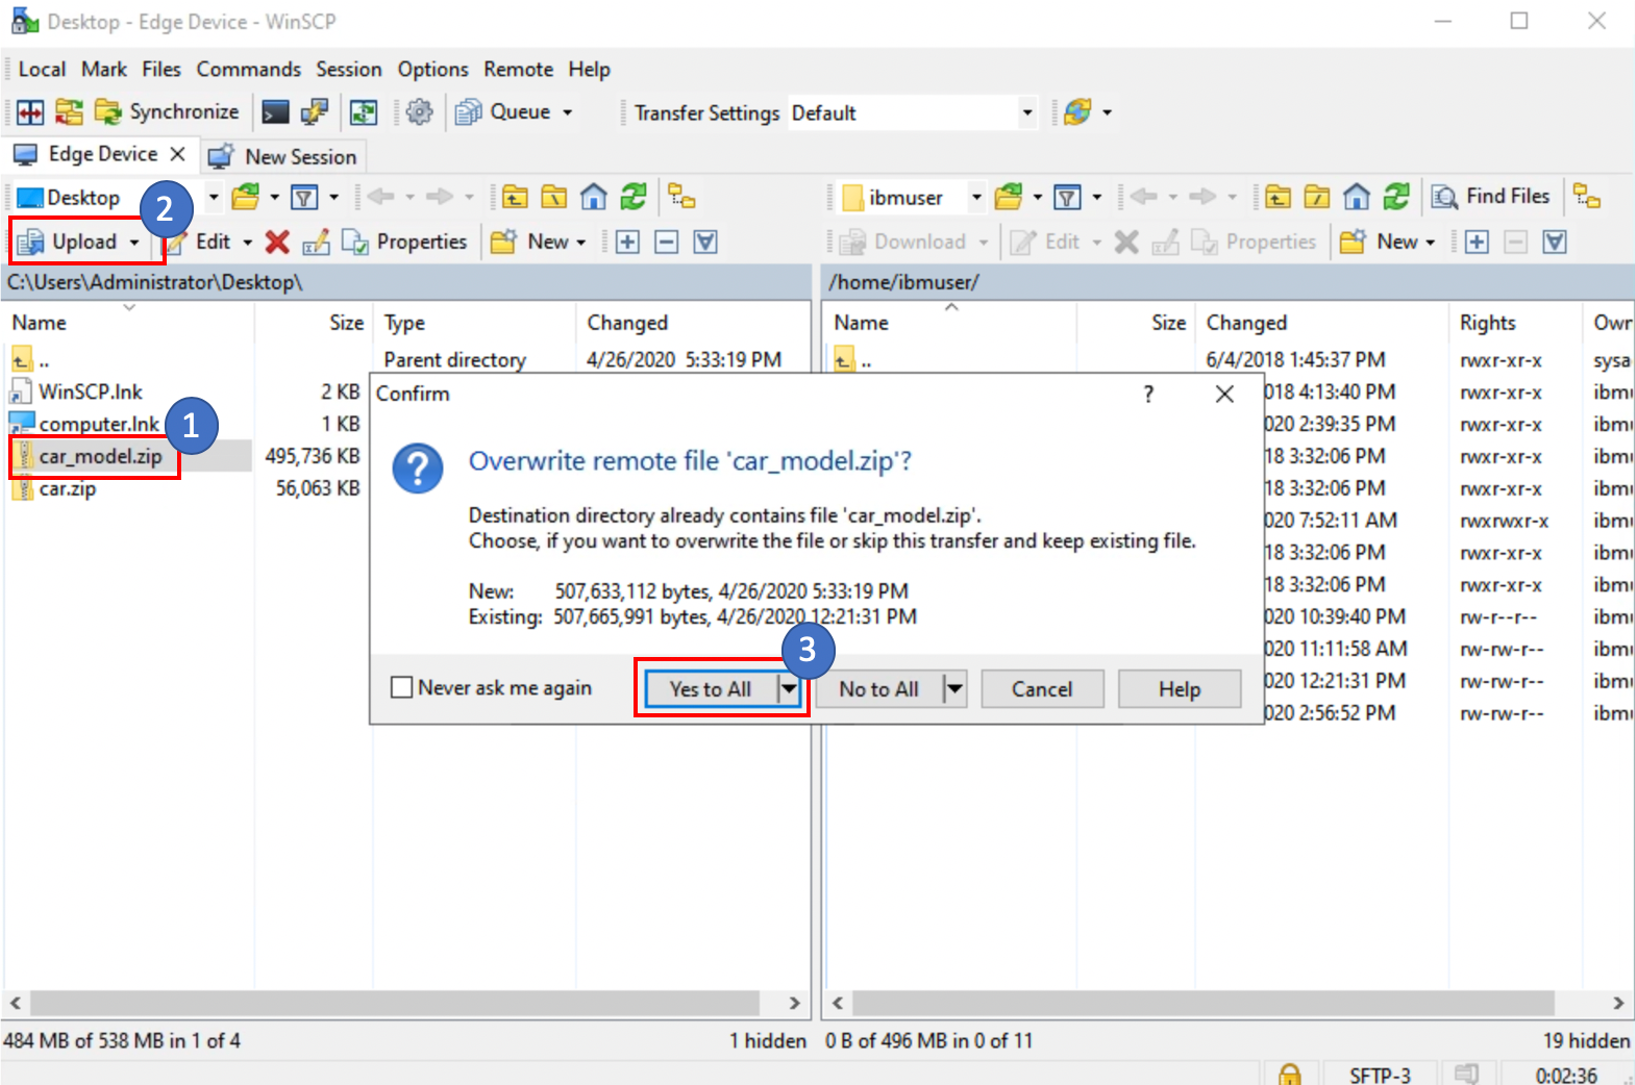 Desktop - Edge Device - WinSCP
Local Mark Files Commands Session Options Remote Help
Synchronize Queue Transfer Settings Default
Edge Device New Session
Desktop 2 ibmuser Find Files
Upload Edit Properties New Download Edit Properties New
C:\Users\Administrator\Desktop\ /home/ibmuser/
Name Size Type Changed Name Size Changed Rights Own
.. Parent directory 4/26/2020 5:33:19 PM .. 6/4/2018 1:45:37 PM rwxr-xr-x sysa
WinSCP.lnk 2 KB Confirm ? 018 4:13:40 PM rwxr-xr-x ibmu
computer.lnk 1 1 KB 020 2:39:35 PM rwxr-xr-x ibmu
car_model.zip 495,736 KB ? Overwrite remote file 'car_model.zip'? 18 3:32:06 PM rwxr-xr-x ibmu
car.zip 56,063 KB 18 3:32:06 PM rwxr-xr-x ibmu
Destination directory already contains file 'car_model.zip'. 020 7:52:11 AM rwxrwxr-x ibmu
Choose, if you want to overwrite the file or skip this transfer and keep existing file. 18 3:32:06 PM rwxr-xr-x ibmu
New: 507,633,112 bytes, 4/26/2020 5:33:19 PM 18 3:32:06 PM rwxr-xr-x ibmu
Existing: 507,665,991 bytes, 4/26/2020 12:21:31 PM 020 10:39:40 PM rw-r--r-- ibmu
3 020 11:11:58 AM rw-rw-r-- ibmu
Never ask me again Yes to All No to All Cancel Help 020 12:21:31 PM rw-rw-r-- ibmu
020 2:56:52 PM rw-rw-r-- ibmu
484 MB of 538 MB in 1 of 4 1 hidden 0 B of 496 MB in 0 of 11 19 hidden
SFTP-3 0:02:36